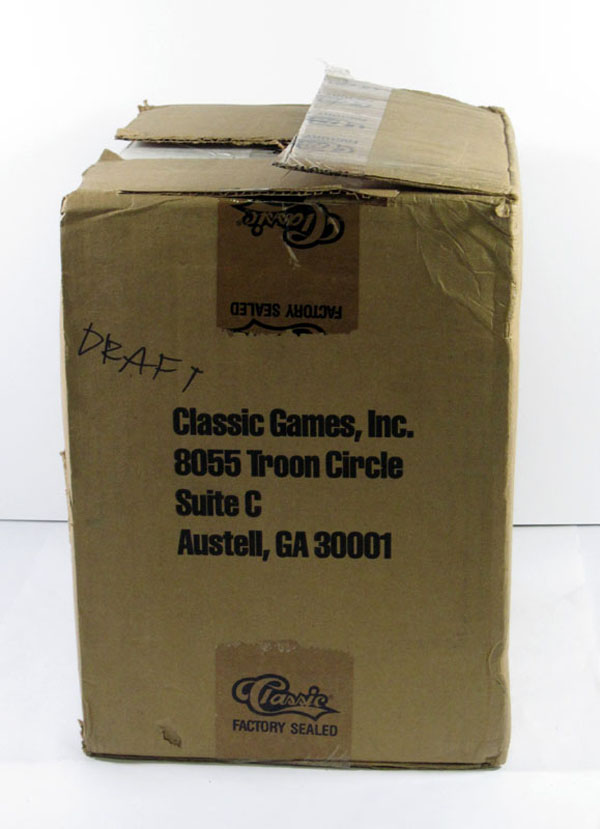 Classic
FACTORY SEALED
DRAFT
Classic Games, Inc.
8055 Troon Circle
Suite C
Austell, GA 30001
Classic
FACTORY SEALED